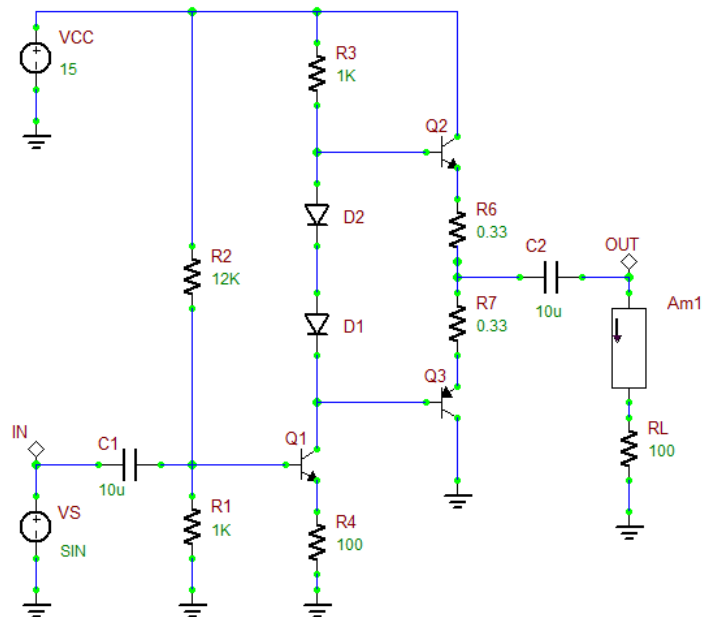 VCC
15
R3
1K
Q2
D2
R6
0.33
C2
10u
OUT
R2
12K
D1
R7
0.33
Am1
Q3
IN
C1
10u
Q1
RL
100
VS
SIN
R1
1K
R4
100